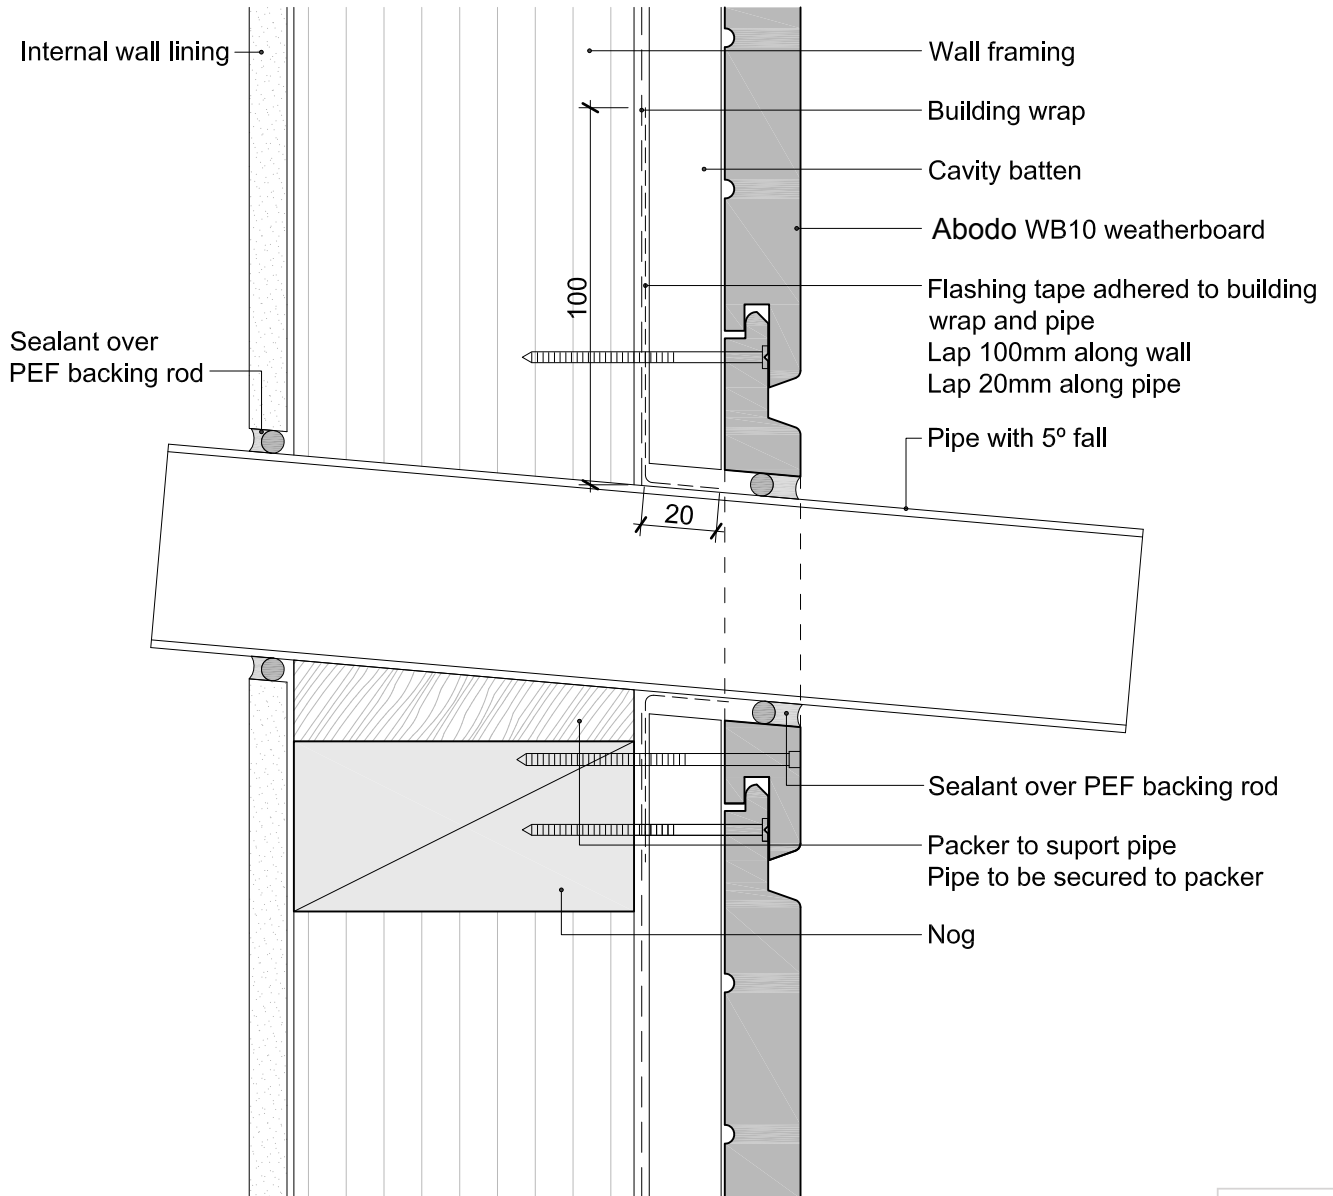 Internal wall lining
Wall framing
Building wrap
Cavity batten
Abodo WB10 weatherboard
100
Flashing tape adhered to building
wrap and pipe
Lap 100mm along wall
Lap 20mm along pipe
Sealant over
PEF backing rod
Pipe with 5º fall
20
Sealant over PEF backing rod
Packer to suport pipe
Pipe to be secured to packer
Nog